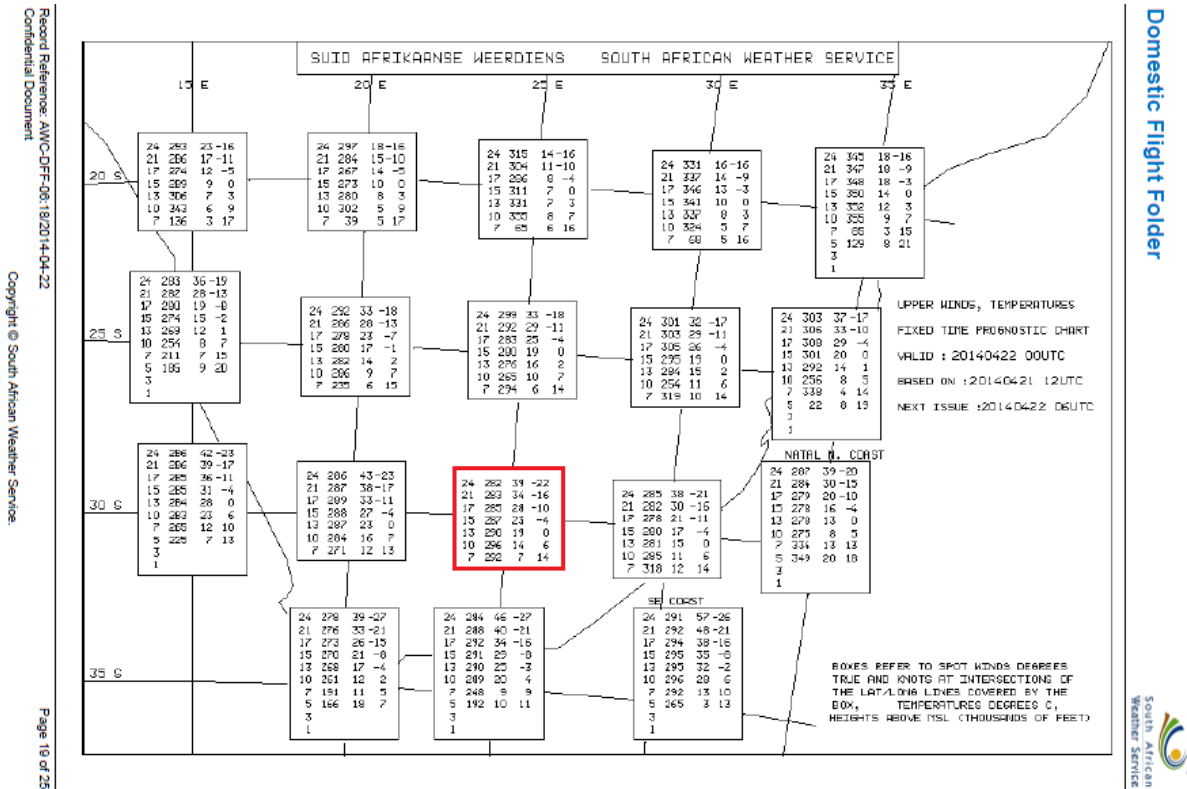 Domestic Flight Folder
South African
Weather Service
SUID AFRIKAANSE WEERDIENS SOUTH AFRICAN WEATHER SERVICE
15 E 20 E 25 E 30 E 35 E
20 S
24 293 23 -16
21 286 17 -11
17 274 12 -5
15 289 9 0
13 306 7 3
10 343 6 9
7 136 3 17
24 297 18 -16
21 284 15 -10
17 267 14 -5
15 273 10 0
13 280 8 3
10 302 5 9
7 39 5 17
24 315 14 -16
21 304 11 -10
17 286 8 -4
15 311 7 0
13 331 7 3
10 355 8 7
7 65 6 16
24 331 16 -16
21 337 14 -9
17 346 13 -3
15 341 10 0
13 337 8 3
10 324 5 7
7 68 5 16
24 345 18 -16
21 347 18 -9
17 348 18 -3
15 350 14 0
13 352 12 3
10 355 9 7
7 85 3 15
5 129 8 21
3
1
25 S
24 283 36 -19
21 282 28 -13
17 280 19 -8
15 274 15 -2
13 269 12 1
10 254 8 7
7 211 7 15
5 185 9 20
3
1
24 292 33 -18
21 286 28 -13
17 278 23 -7
15 280 17 -1
13 282 14 2
10 286 9 7
7 235 6 15
24 299 33 -18
21 292 29 -11
17 283 25 -4
15 280 19 0
13 276 16 2
10 265 10 7
7 294 6 14
24 301 32 -17
21 303 29 -11
17 305 26 -4
15 295 19 0
13 284 15 2
10 254 11 6
7 319 10 14
24 303 37 -17
21 306 33 -10
17 308 29 -4
15 301 20 0
13 292 14 1
10 256 8 5
7 338 4 14
5 22 8 19
3
1
UPPER WINDS, TEMPERATURES
FIXED TIME PROGNOSTIC CHART
VALID : 20140422 00UTC
BASED ON :20140421 12UTC
NEXT ISSUE :20140422 06UTC
30 S
24 286 42 -23
21 286 39 -17
17 285 36 -11
15 285 31 -4
13 284 28 0
10 283 23 6
7 265 12 10
5 225 7 13
3
1
24 286 43 -23
21 287 38 -17
17 289 33 -11
15 288 27 -4
13 287 23 0
10 284 16 7
7 271 12 13
24 282 39 -22
21 283 34 -16
17 285 28 -10
15 287 23 -4
13 290 19 0
10 296 14 6
7 292 7 14
24 285 38 -21
21 282 30 -16
17 278 21 -11
15 280 17 -4
13 281 15 0
10 285 11 6
7 318 12 14
NATAL N. COAST
24 287 39 -20
21 284 30 -15
17 279 20 -10
15 278 16 -4
13 278 13 0
10 275 8 5
7 334 13 13
5 349 20 18
3
1
35 S
24 278 39 -27
21 276 33 -21
17 273 26 -15
15 270 21 -8
13 268 17 -4
10 261 12 2
7 191 11 5
5 166 18 7
3
1
24 284 46 -27
21 288 40 -21
17 292 34 -16
15 291 29 -8
13 290 25 -3
10 289 20 4
7 248 9 9
5 192 10 11
3
1
SE COAST
24 291 57 -26
21 292 48 -21
17 294 38 -16
15 295 35 -8
13 295 32 -2
10 296 28 6
7 292 13 10
5 265 3 13
3
1
BOXES REFER TO SPOT WINDS DEGREES
TRUE AND KNOTS AT INTERSECTIONS OF
THE LAT/LONG LINES COVERED BY THE
BOX, TEMPERATURES DEGREES C,
HEIGHTS ABOVE MSL (THOUSANDS OF FEET)
Record Reference: AWC-DFF-06:18/2014-04-22
Confidential Document
Copyright © South African Weather Service.
Page 19 of 25